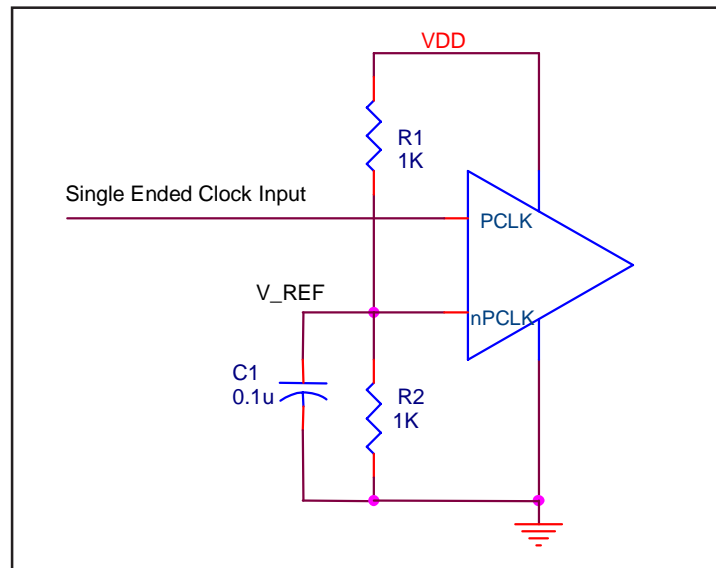 VDD
R1
1K
Single Ended Clock Input
PCLK
V_REF
nPCLK
C1
0.1u
R2
1K